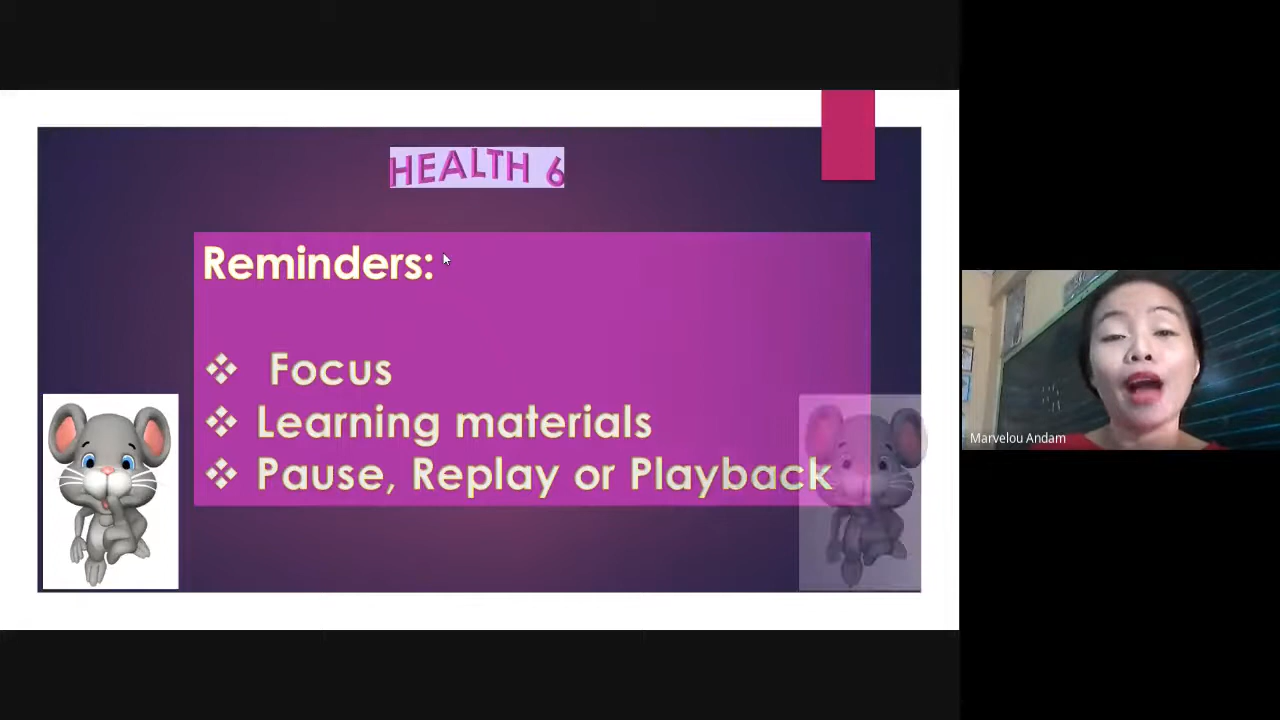 HEALTH 6
Reminders:
❖ Focus
❖ Learning materials
❖ Pause, Replay or Playback
Marvelou Andam